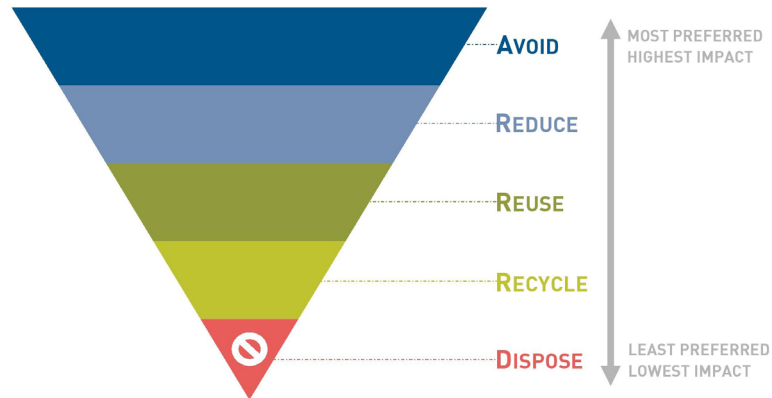 AVOID
MOST PREFERRED
HIGHEST IMPACT
REDUCE
REUSE
RECYCLE
DISPOSE
LEAST PREFERRED
LOWEST IMPACT